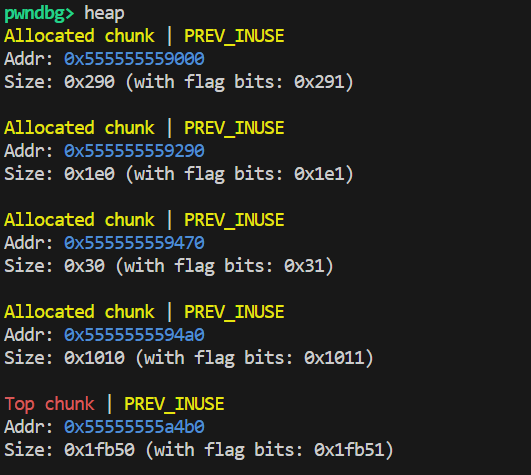 pwndbg> heap
Allocated chunk | PREV_INUSE
Addr: 0x555555559000
Size: 0x290 (with flag bits: 0x291)
Allocated chunk | PREV_INUSE
Addr: 0x555555559290
Size: 0x1e0 (with flag bits: 0x1e1)
Allocated chunk | PREV_INUSE
Addr: 0x555555559470
Size: 0x30 (with flag bits: 0x31)
Allocated chunk | PREV_INUSE
Addr: 0x5555555594a0
Size: 0x1010 (with flag bits: 0x1011)
Top chunk | PREV_INUSE
Addr: 0x55555555a4b0
Size: 0x1fb50 (with flag bits: 0x1fb51)